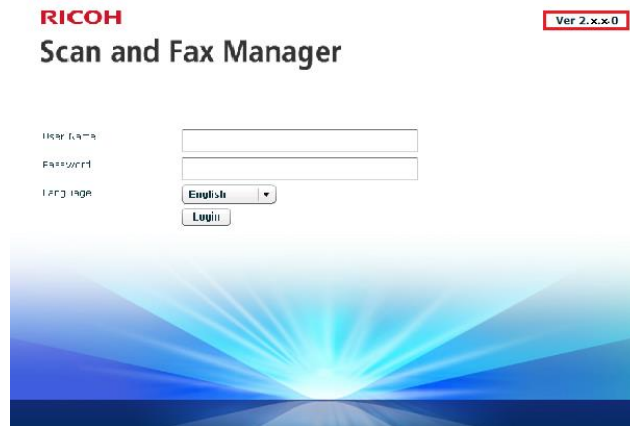 RICOH
Ver 2.x.x-0
Scan and Fax Manager
User Name
Password
Language
English
Login